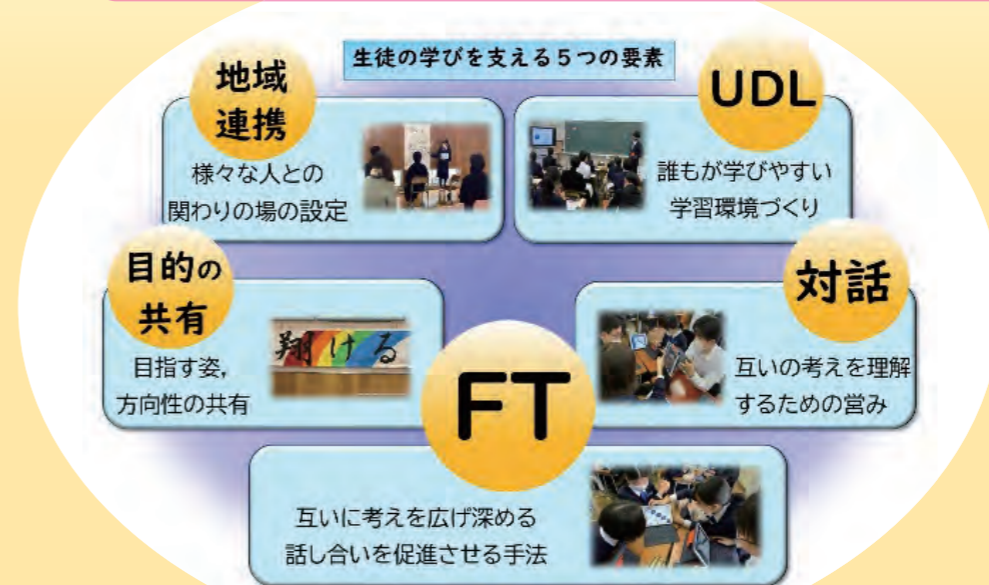 生徒の学びを支える5つの要素
地域
連携
様々な人との
関わりの場の設定
UDL
誰もが学びやすい
学習環境づくり
目的の
共有
目指す姿,
方向性の共有
翔ける
対話
互いの考えを理解
するための営み
FT
互いに考えを広げ深める
話し合いを促進させる手法